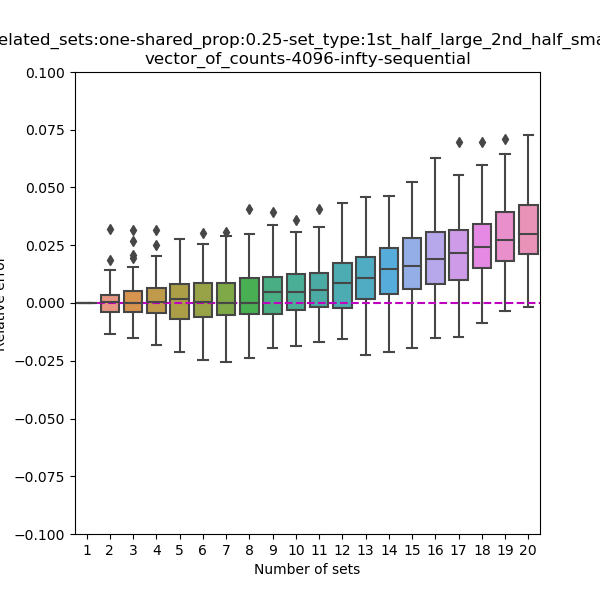 elated_sets:one-shared_prop:0.25-set_type:1st_half_large_2nd_half_sma
vector_of_counts-4096-infty-sequential
0.100
0.075
0.050
0.025
0.000
−0.025
−0.050
−0.075
−0.100
Relative error
1 2 3 4 5 6 7 8 9 10 11 12 13 14 15 16 17 18 19 20
Number of sets